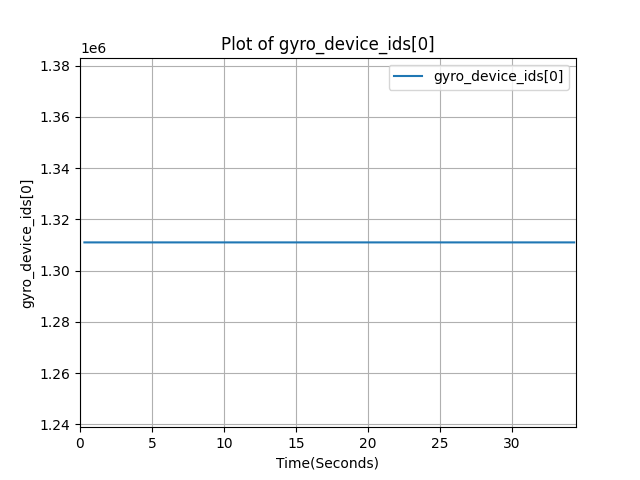 Plot of gyro_device_ids[0]
1e6
gyro_device_ids[0]
1.38
1.36
1.34
1.32
1.30
1.28
1.26
1.24
gyro_device_ids[0]
0 5 10 15 20 25 30
Time(Seconds)